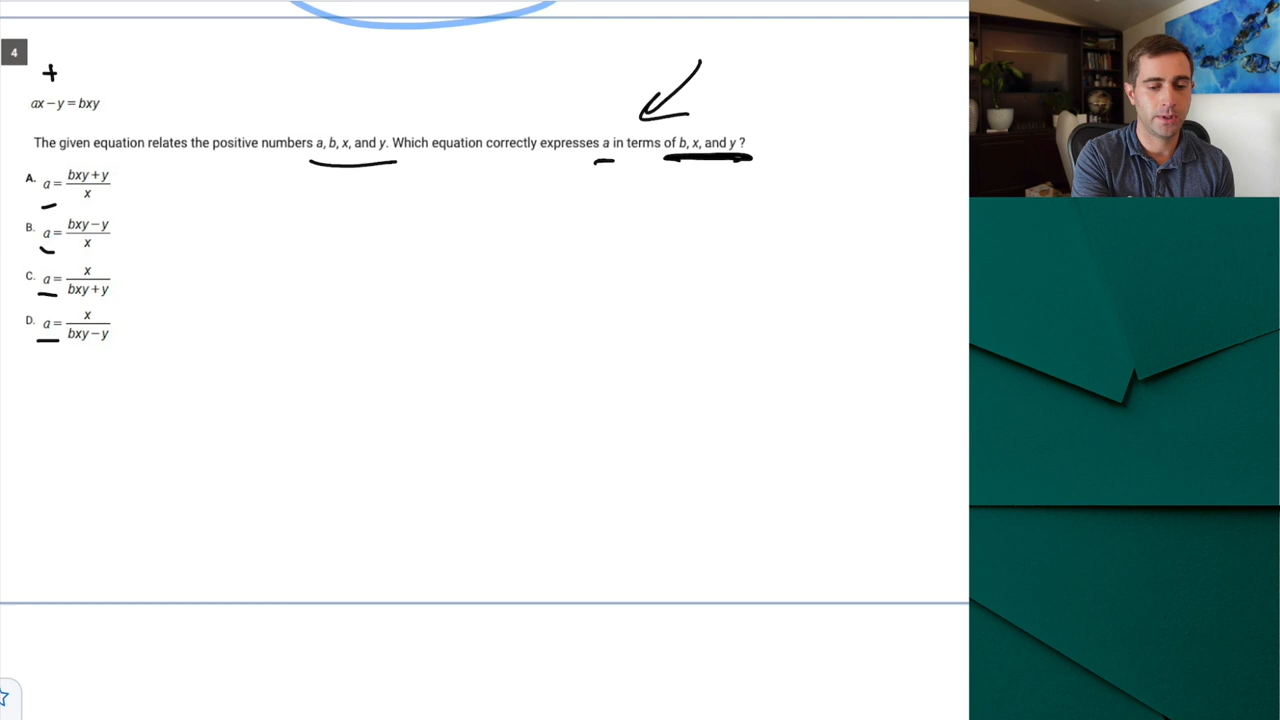 4
+
ax − y = bxy
The given equation relates the positive numbers a, b, x, and y. Which equation correctly expresses a in terms of b, x, and y ?
A. a = (bxy + y)/x
B. a = (bxy − y)/x
C. a = x/(bxy + y)
D. a = x/(bxy − y)